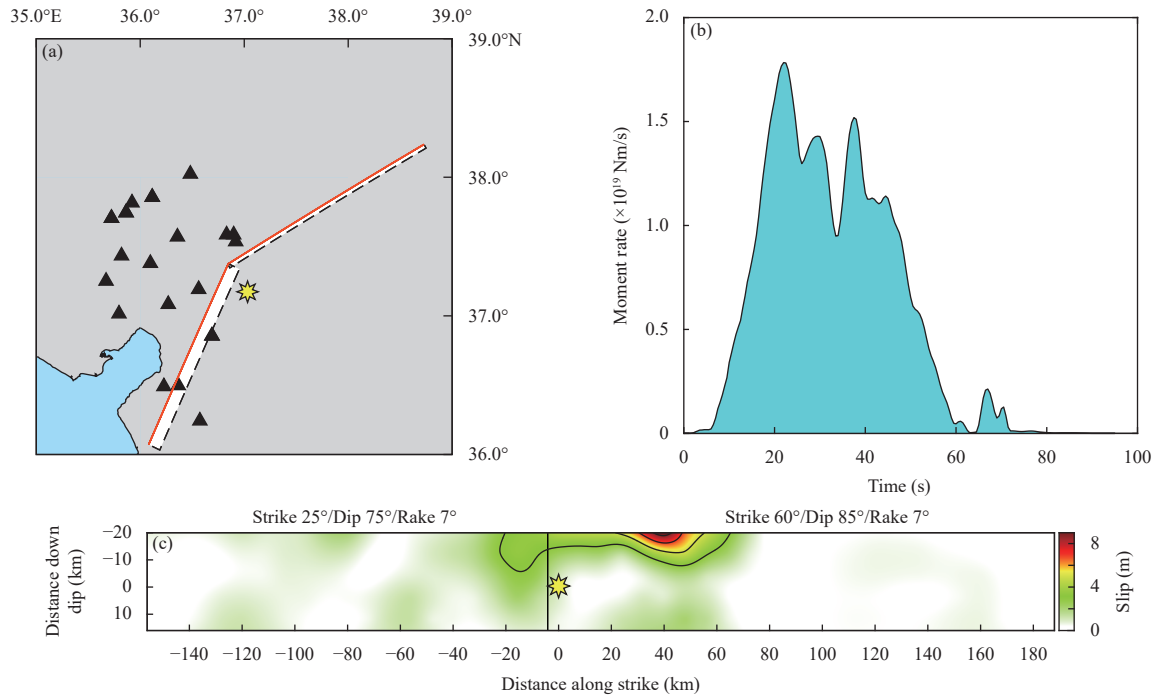 35.0°E 36.0° 37.0° 38.0° 39.0°
(a)
39.0°N
38.0°
37.0°
36.0°
2.0
(b)
1.5
1.0
0.5
0
Moment rate (×10¹⁹ Nm/s)
0 20 40 60 80 100
Time (s)
Strike 25°/Dip 75°/Rake 7° Strike 60°/Dip 85°/Rake 7°
(c)
Distance down
dip (km)
−20
−10
0
10
−140 −120 −100 −80 −60 −40 −20 0 20 40 60 80 100 120 140 160 180
Distance along strike (km)
8
4
0
Slip (m)